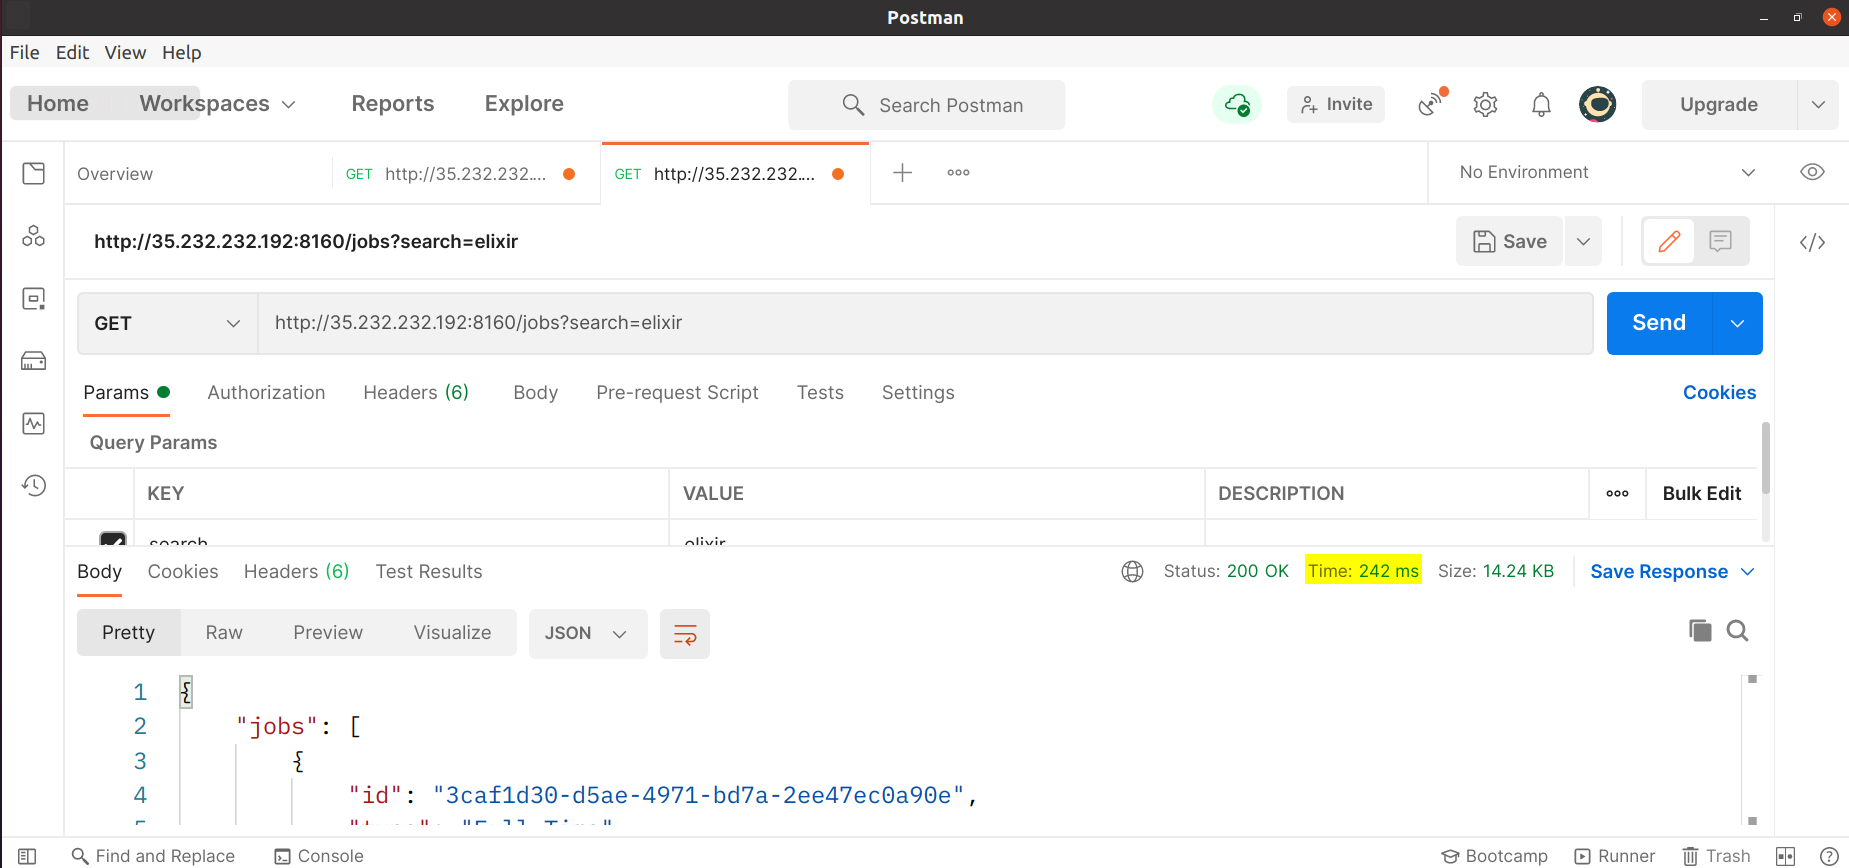 Postman
File Edit View Help
Home Workspaces Reports Explore Search Postman Invite Upgrade
Overview GET http://35.232.232.... GET http://35.232.232.... No Environment
http://35.232.232.192:8160/jobs?search=elixir Save </>
GET http://35.232.232.192:8160/jobs?search=elixir Send
Params Authorization Headers (6) Body Pre-request Script Tests Settings Cookies
Query Params
KEY VALUE DESCRIPTION Bulk Edit
search elixir
Body Cookies Headers (6) Test Results Status: 200 OK Time: 242 ms Size: 14.24 KB Save Response
Pretty Raw Preview Visualize JSON
1 {
2 "jobs": [
3 {
4 "id": "3caf1d30-d5ae-4971-bd7a-2ee47ec0a90e",
5 "type": "Full Time"
Find and Replace Console Bootcamp Runner Trash